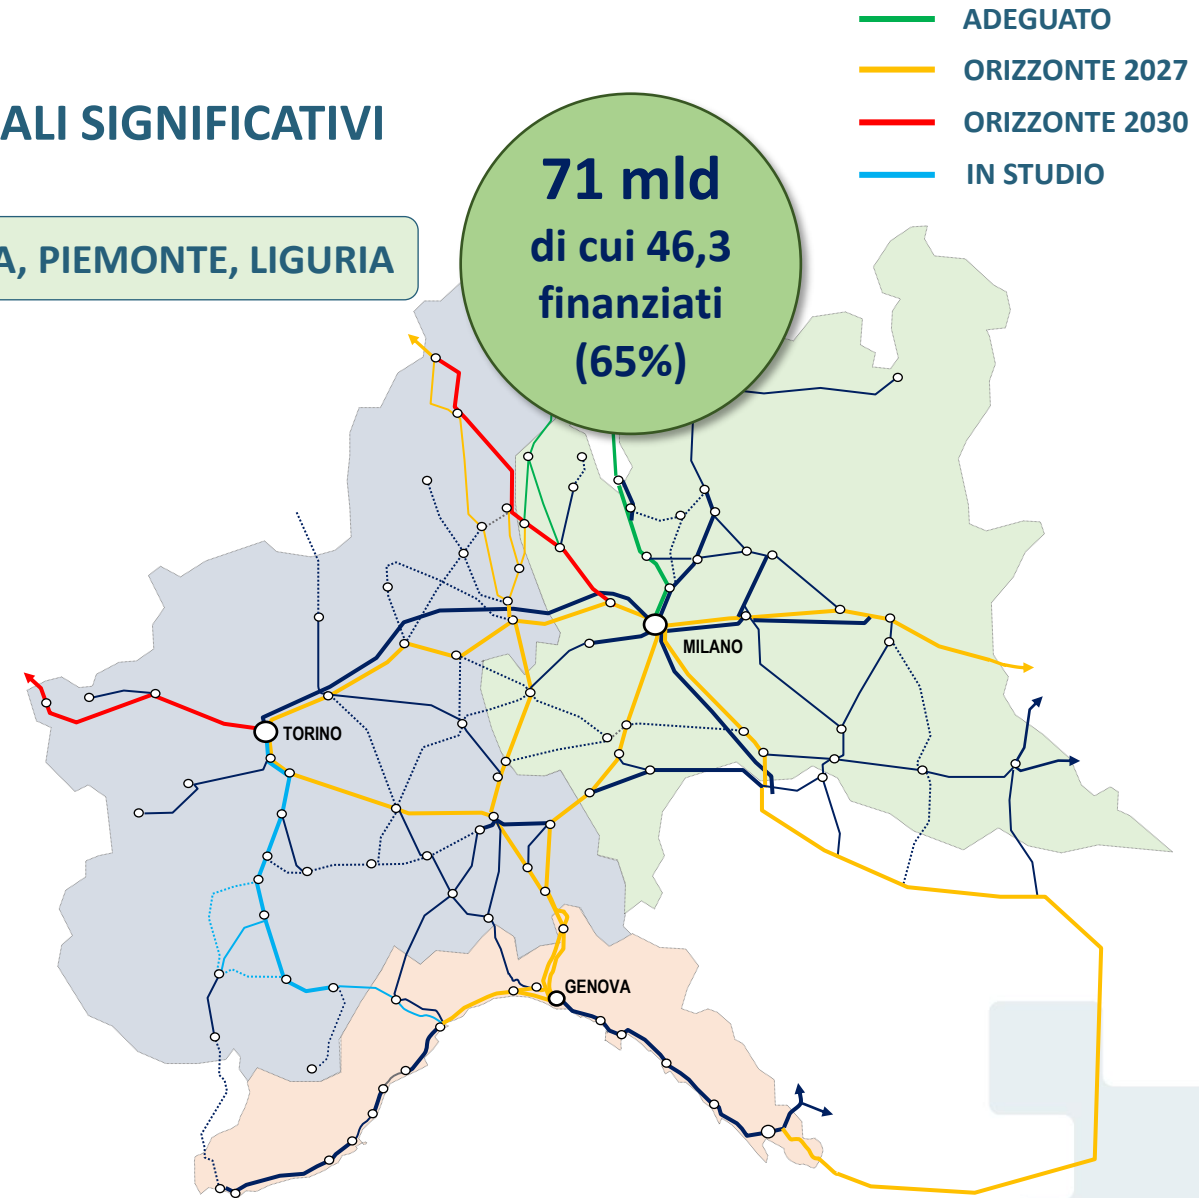 ADEGUATO
ORIZZONTE 2027
ORIZZONTE 2030
IN STUDIO
ALI SIGNIFICATIVI
A, PIEMONTE, LIGURIA
71 mld
di cui 46,3
finanziati
(65%)
MILANO
TORINO
GENOVA